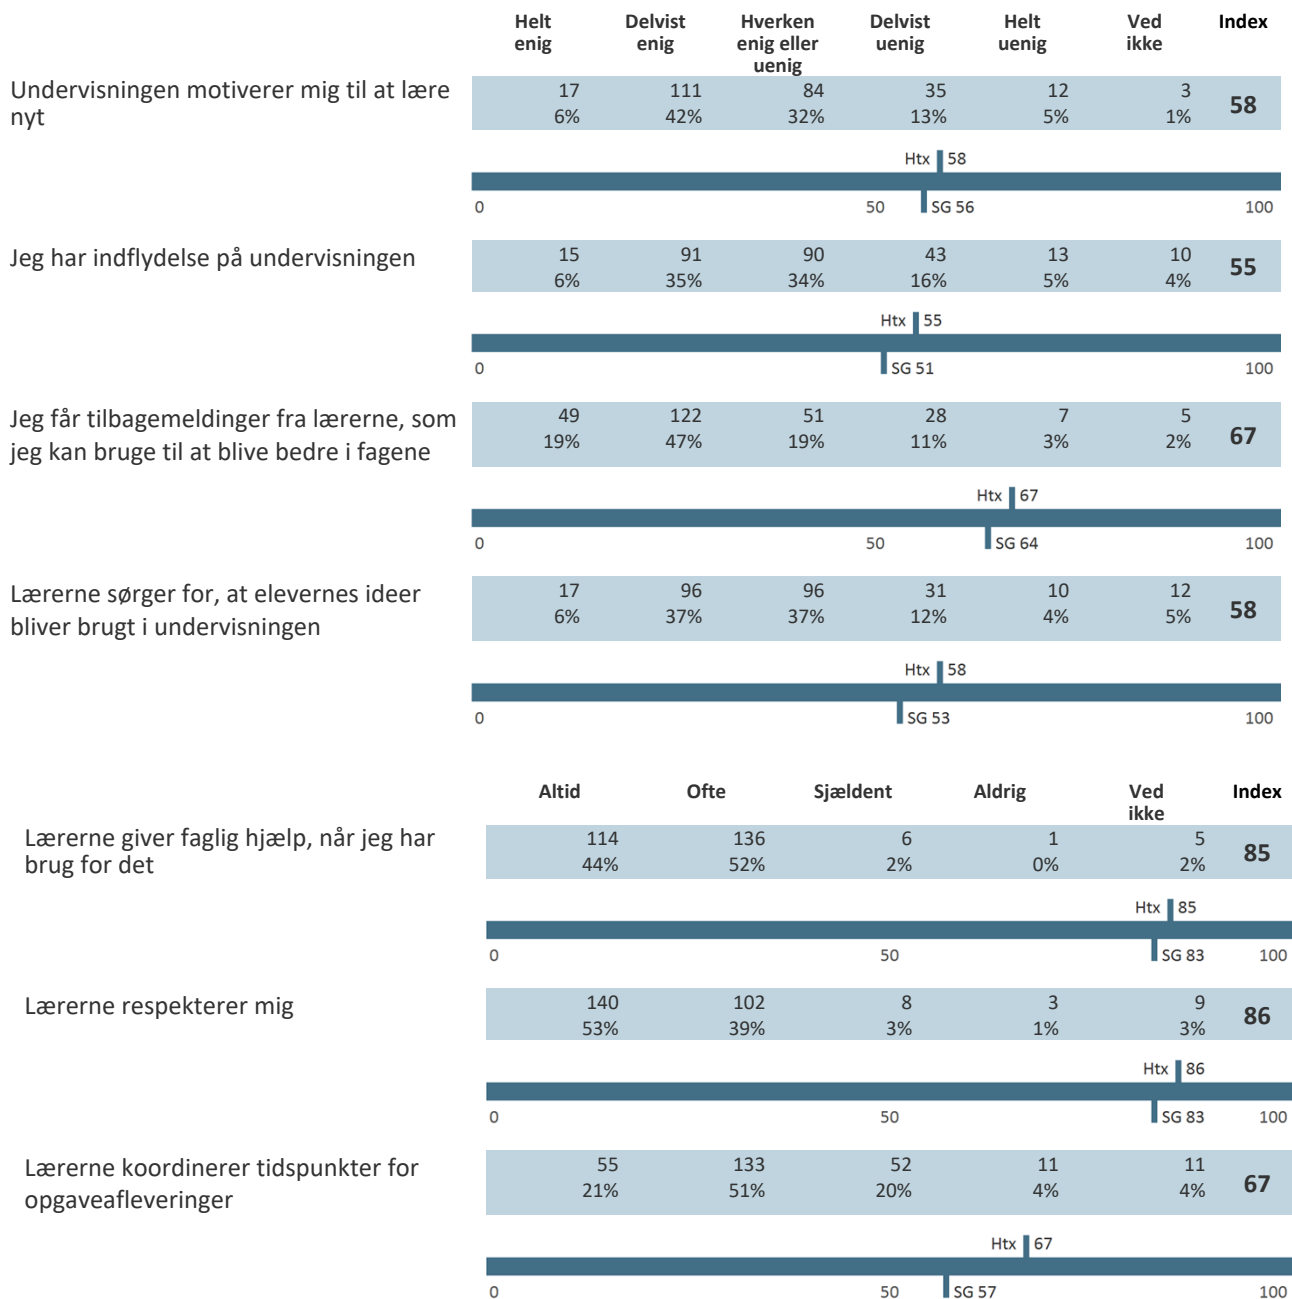 Helt enig Delvist enig Hverken enig eller uenig Delvist uenig Helt uenig Ved ikke Index
Undervisningen motiverer mig til at lære
nyt
17 111 84 35 12 3 58
6% 42% 32% 13% 5% 1%
Htx 58
0 50 SG 56 100
Jeg har indflydelse på undervisningen
15 91 90 43 13 10 55
6% 35% 34% 16% 5% 4%
Htx 55
0 SG 51 100
Jeg får tilbagemeldinger fra lærerne, som
jeg kan bruge til at blive bedre i fagene
49 122 51 28 7 5 67
19% 47% 19% 11% 3% 2%
Htx 67
0 50 SG 64 100
Lærerne sørger for, at elevernes ideer
bliver brugt i undervisningen
17 96 96 31 10 12 58
6% 37% 37% 12% 4% 5%
Htx 58
0 SG 53 100
Altid Ofte Sjældent Aldrig Ved ikke Index
Lærerne giver faglig hjælp, når jeg har
brug for det
114 136 6 1 5 85
44% 52% 2% 0% 2%
Htx 85
0 50 SG 83 100
Lærerne respekterer mig
140 102 8 3 9 86
53% 39% 3% 1% 3%
Htx 86
0 50 SG 83 100
Lærerne koordinerer tidspunkter for
opgaveafleveringer
55 133 52 11 11 67
21% 51% 20% 4% 4%
Htx 67
0 50 SG 57 100